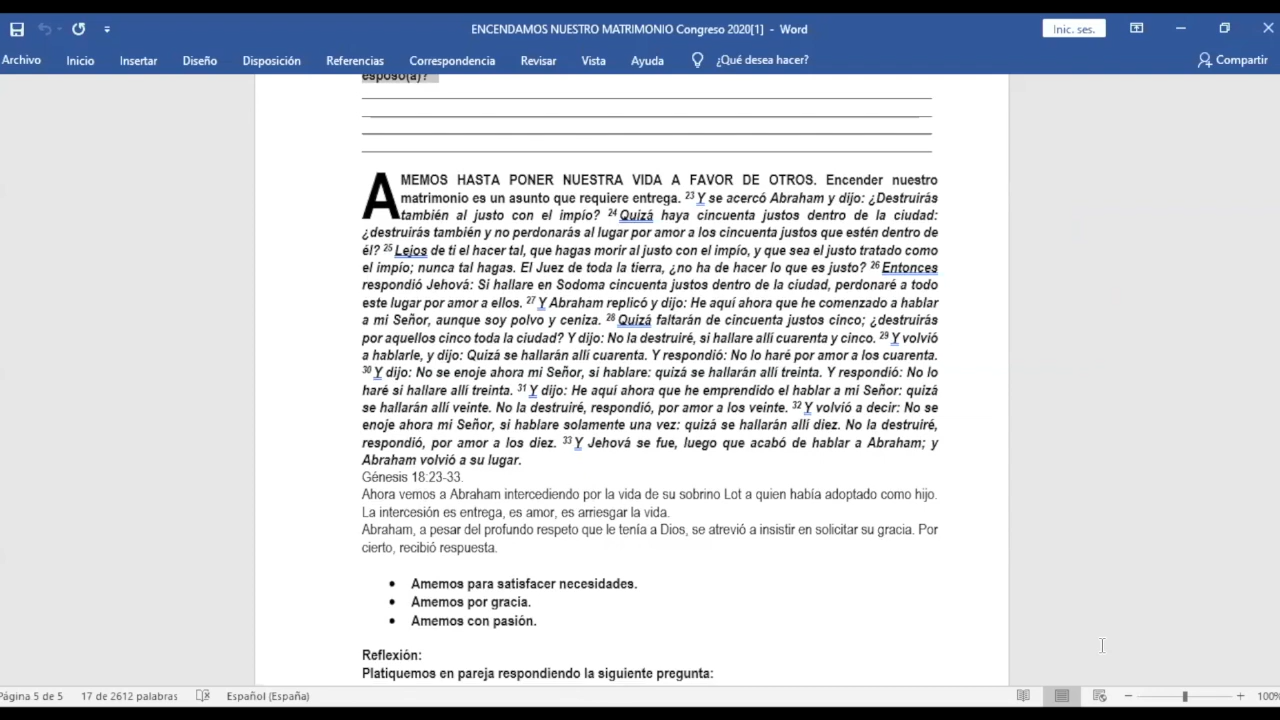 ENCENDAMOS NUESTRO MATRIMONIO Congreso 2020[1] - Word
Inic. ses.
Archivo Inicio Insertar Diseño Disposición Referencias Correspondencia Revisar Vista Ayuda ¿Qué desea hacer? Compartir
esposo(a)?
AMEMOS HASTA PONER NUESTRA VIDA A FAVOR DE OTROS. Encender nuestro
matrimonio es un asunto que requiere entrega. 23 Y se acercó Abraham y dijo: ¿Destruirás
también al justo con el impío? 24 Quizá haya cincuenta justos dentro de la ciudad:
¿destruirás también y no perdonarás al lugar por amor a los cincuenta justos que estén dentro de
él? 25 Lejos de ti el hacer tal, que hagas morir al justo con el impío, y que sea el justo tratado como
el impío; nunca tal hagas. El Juez de toda la tierra, ¿no ha de hacer lo que es justo? 26 Entonces
respondió Jehová: Si hallare en Sodoma cincuenta justos dentro de la ciudad, perdonaré a todo
este lugar por amor a ellos. 27 Y Abraham replicó y dijo: He aquí ahora que he comenzado a hablar
a mi Señor, aunque soy polvo y ceniza. 28 Quizá faltarán de cincuenta justos cinco; ¿destruirás
por aquellos cinco toda la ciudad? Y dijo: No la destruiré, si hallare allí cuarenta y cinco. 29 Y volvió
a hablarle, y dijo: Quizá se hallarán allí cuarenta. Y respondió: No lo haré por amor a los cuarenta.
30 Y dijo: No se enoje ahora mi Señor, si hablare: quizá se hallarán allí treinta. Y respondió: No lo
haré si hallare allí treinta. 31 Y dijo: He aquí ahora que he emprendido el hablar a mi Señor: quizá
se hallarán allí veinte. No la destruiré, respondió, por amor a los veinte. 32 Y volvió a decir: No se
enoje ahora mi Señor, si hablare solamente una vez: quizá se hallarán allí diez. No la destruiré,
respondió, por amor a los diez. 33 Y Jehová se fue, luego que acabó de hablar a Abraham; y
Abraham volvió a su lugar.
Génesis 18:23-33.
Ahora vemos a Abraham intercediendo por la vida de su sobrino Lot a quien había adoptado como hijo.
La intercesión es entrega, es amor, es arriesgar la vida.
Abraham, a pesar del profundo respeto que le tenía a Dios, se atrevió a insistir en solicitar su gracia. Por
cierto, recibió respuesta.
• Amemos para satisfacer necesidades.
• Amemos por gracia.
• Amemos con pasión.
Reflexión:
Platiquemos en pareja respondiendo la siguiente pregunta:
Página 5 de 5 17 de 2612 palabras Español (España) 100%